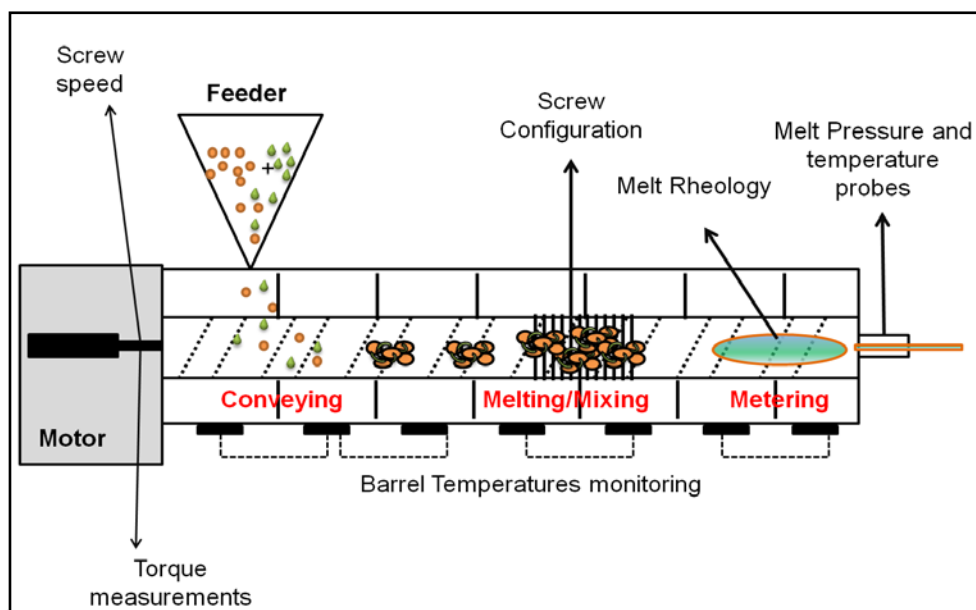 Screw
speed
Feeder
+
Screw
Configuration
Melt Rheology
Melt Pressure and
temperature
probes
Conveying
Melting/Mixing
Metering
Motor
Barrel Temperatures monitoring
Torque
measurements